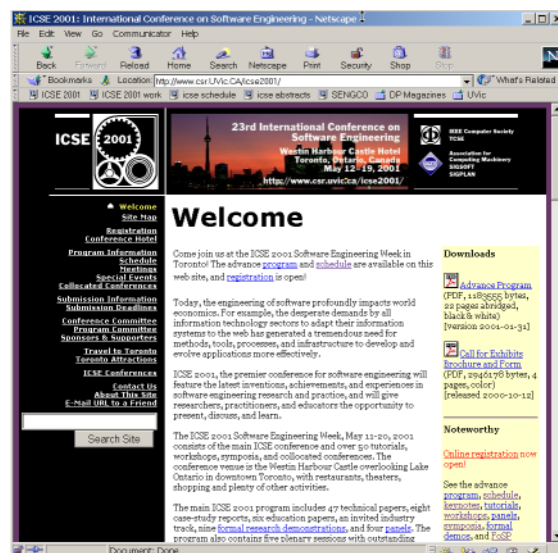 ICSE 2001: International Conference on Software Engineering - Netscape
File Edit View Go Communicator Help
Back Forward Reload Home Search Netscape Print Security Shop Stop
Bookmarks Location: http://www.csr.UVic.CA/icse2001/ What's Related
ICSE 2001 ICSE 2001 work icse schedule icse abstracts SENGCO DP Magazines UVic
ICSE 2001
23rd International Conference on
Software Engineering
Westin Harbour Castle Hotel
Toronto, Ontario, Canada
May 12-19, 2001
http://www.csr.uvic.ca/icse2001/
IEEE Computer Society
TCSE
Association for
Computing Machinery
SIGSOFT
SIGPLAN
Welcome
Site Map
Registration
Conference Hotel
Program Information
Schedule
Meetings
Special Events
Collocated Conferences
Submission Information
Submission Deadlines
Conference Committee
Program Committee
Sponsors & Supporters
Travel to Toronto
Toronto Attractions
ICSE Conferences
Contact Us
About This Site
E-Mail URL to a Friend
Search Site
Welcome
Come join us at the ICSE 2001 Software Engineering Week in
Toronto! The advance program and schedule are available on this
web site, and registration is open!
Today, the engineering of software profoundly impacts world
economics. For example, the desperate demands by all
information technology sectors to adapt their information
systems to the web has generated a tremendous need for
methods, tools, processes, and infrastructure to develop and
evolve applications more effectively.
ICSE 2001, the premier conference for software engineering will
feature the latest inventions, achievements, and experiences in
software engineering research and practice, and will give
researchers, practitioners, and educators the opportunity to
present, discuss, and learn.
The ICSE 2001 Software Engineering Week, May 11-20, 2001
consists of the main ICSE conference and over 50 tutorials,
workshops, symposia, and collocated conferences. The
conference venue is the Westin Harbour Castle overlooking Lake
Ontario in downtown Toronto, with restaurants, theaters,
shopping and plenty of other activities.
The main ICSE 2001 program includes 47 technical papers, eight
case-study reports, six education papers, an invited industry
track, nine formal research demonstrations, and four panels. The
program also contains five plenary sessions with outstanding
Downloads
Advance Program
(PDF, 1183555 bytes,
22 pages abridged,
black & white)
[version 2001-01-31]
Call for Exhibits
Brochure and Form
(PDF, 2946178 bytes, 4
pages, color)
[released 2000-10-12]
Noteworthy
Online registration now
open!
See the advance
program, schedule,
keynotes, tutorials,
workshops, panels,
symposia, formal
demos, and FoSP
Document: Done